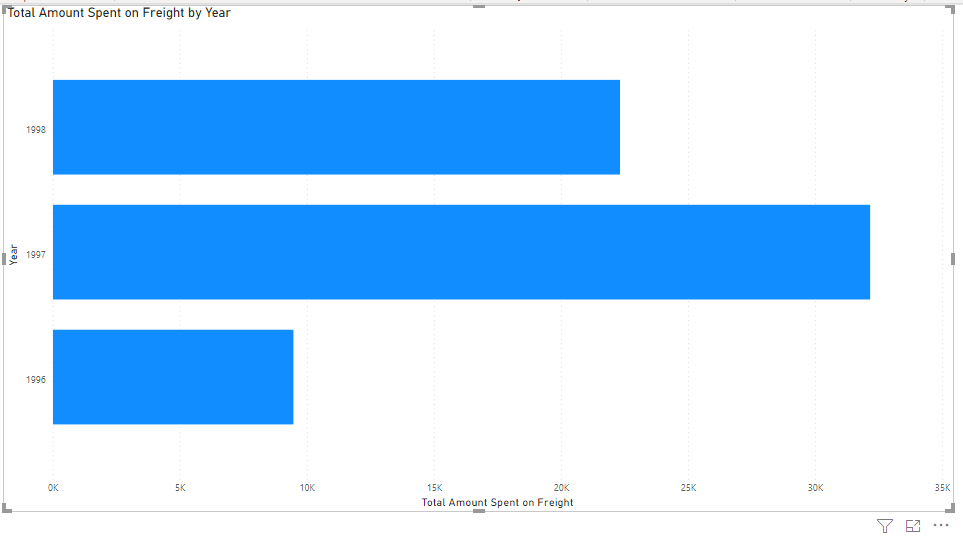 Total Amount Spent on Freight by Year
1998
1997
1996
Year
0K 5K 10K 15K 20K 25K 30K 35K
Total Amount Spent on Freight